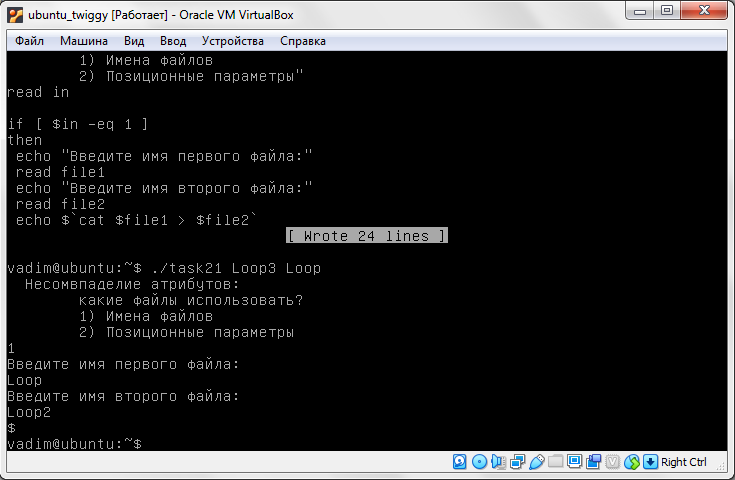 ubuntu_twiggy [Работает] - Oracle VM VirtualBox
Файл Машина Вид Ввод Устройства Справка
1) Имена файлов
2) Позиционные параметры"
read in
if [ $in -eq 1 ]
then
echo "Введите имя первого файла:"
read file1
echo "Введите имя второго файла:"
read file2
echo $`cat $file1 > $file2`
[ Wrote 24 lines ]
vadim@ubuntu:~$ ./task21 Loop3 Loop
Несомвпаделие атрибутов:
какие файлы использовать?
1) Имена файлов
2) Позиционные параметры
1
Введите имя первого файла:
Loop
Введите имя второго файла:
Loop2
$
vadim@ubuntu:~$
Right Ctrl